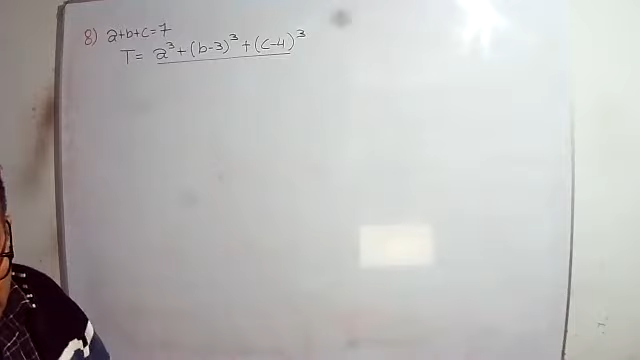 8) a+b+c=7
T= a³+(b-3)³+(c-4)³